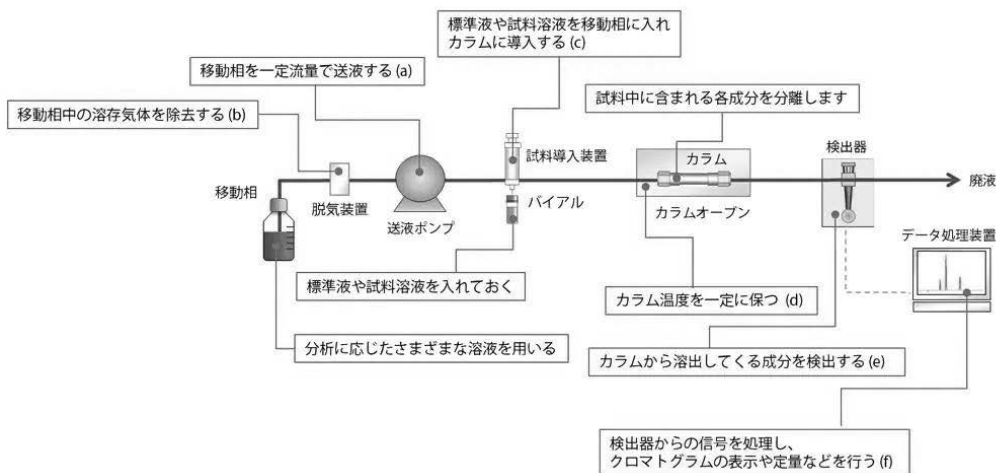 標準液や試料溶液を移動相に入れ
カラムに導入する (c)
移動相を一定流量で送液する (a)
試料中に含まれる各成分を分離します
移動相中の溶存気体を除去する (b)
試料導入装置
カラム
検出器
移動相
廃液
脱気装置
バイアル
カラムオーブン
送液ポンプ
データ処理装置
標準液や試料溶液を入れておく
カラム温度を一定に保つ (d)
分析に応じたさまざまな溶液を用いる
カラムから溶出してくる成分を検出する (e)
検出器からの信号を処理し、
クロマトグラムの表示や定量などを行う (f)